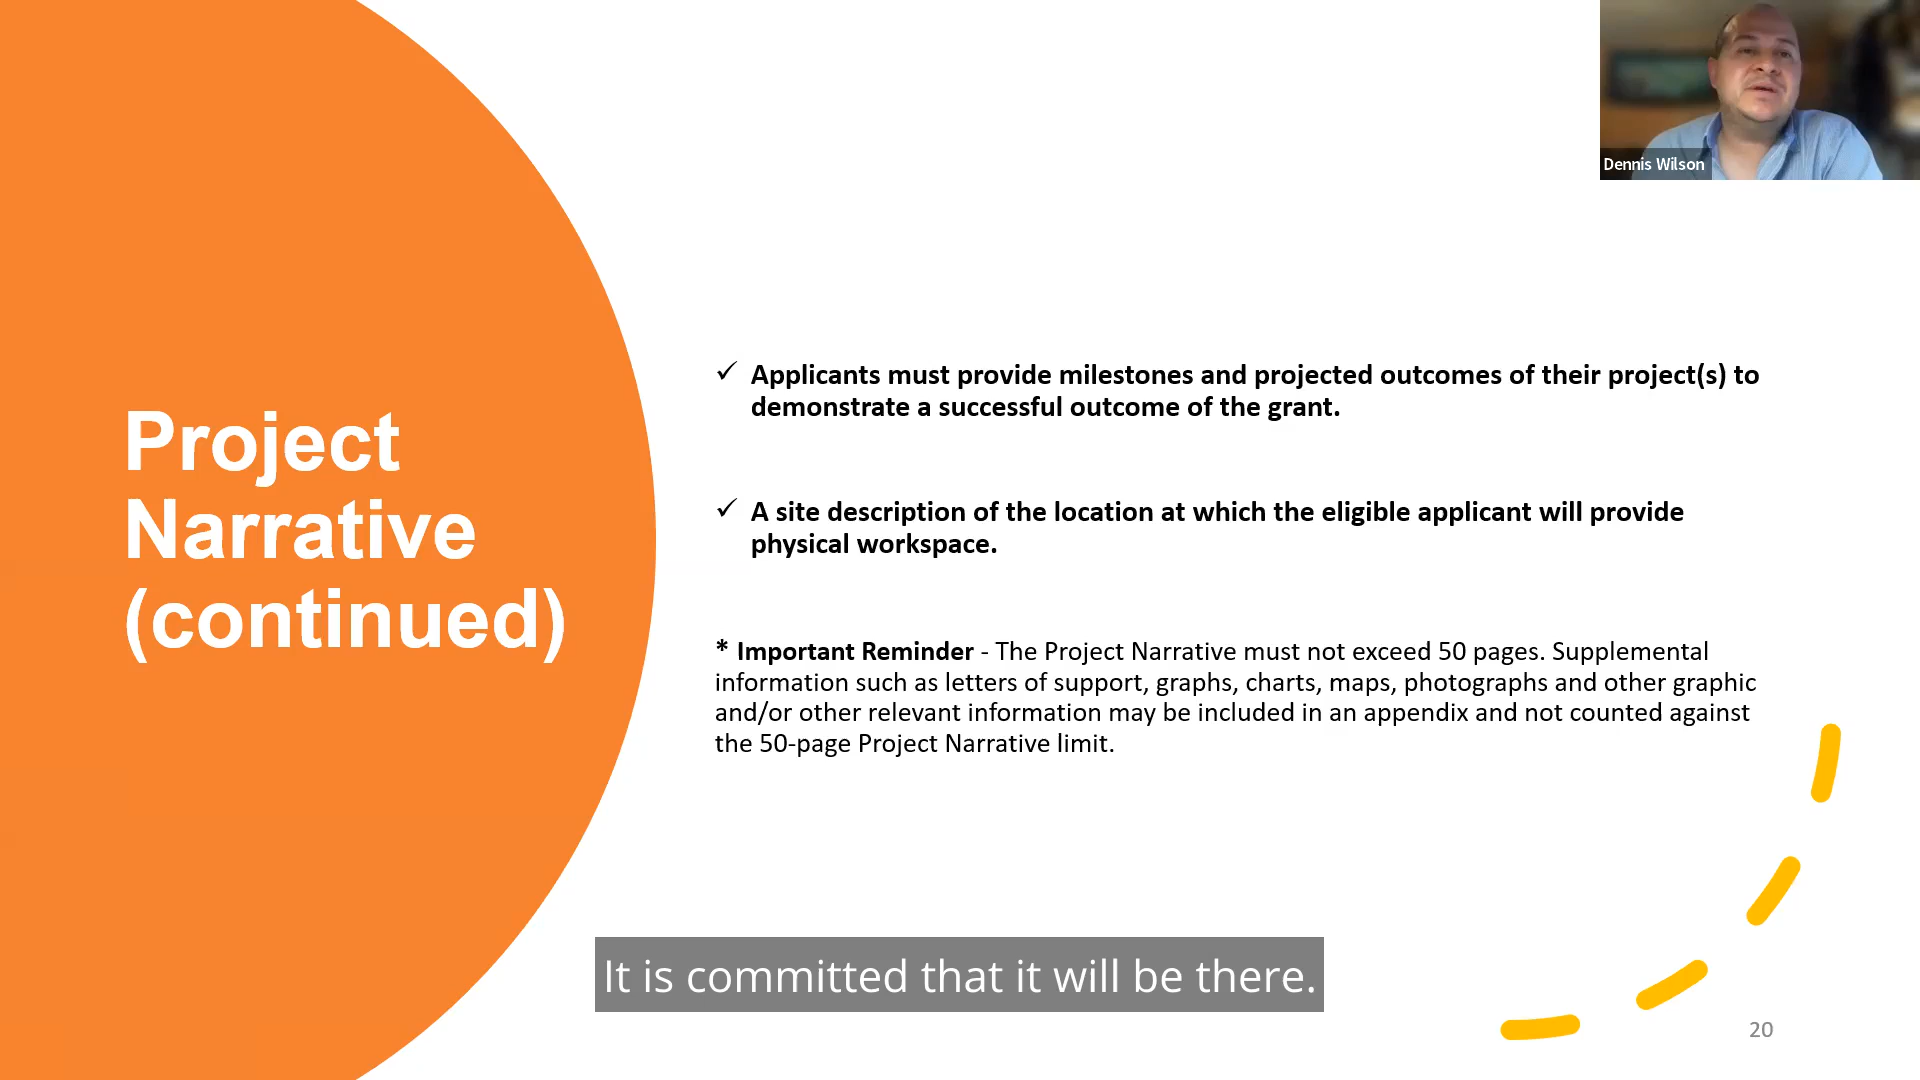 Dennis Wilson
Project
Narrative
(continued)
✓ Applicants must provide milestones and projected outcomes of their project(s) to
demonstrate a successful outcome of the grant.
✓ A site description of the location at which the eligible applicant will provide
physical workspace.
* Important Reminder - The Project Narrative must not exceed 50 pages. Supplemental
information such as letters of support, graphs, charts, maps, photographs and other graphic
and/or other relevant information may be included in an appendix and not counted against
the 50-page Project Narrative limit.
It is committed that it will be there.
20